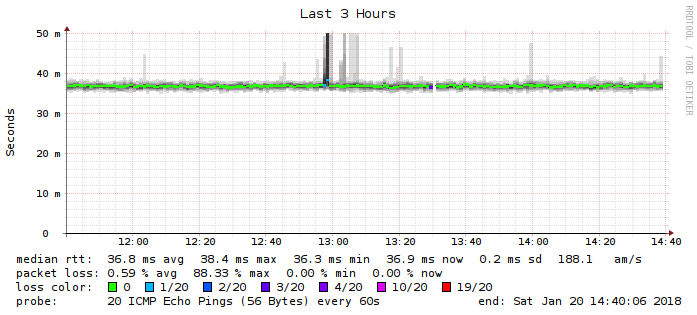 Last 3 Hours
RRDTOOL / TOBI OETIKER
Seconds
50 m
40 m
30 m
20 m
10 m
0
12:00 12:20 12:40 13:00 13:20 13:40 14:00 14:20 14:40
median rtt: 36.8 ms avg 38.4 ms max 36.3 ms min 36.9 ms now 0.2 ms sd 188.1 am/s
packet loss: 0.59 % avg 88.33 % max 0.00 % min 0.00 % now
loss color: 0 1/20 2/20 3/20 4/20 10/20 19/20
probe: 20 ICMP Echo Pings (56 Bytes) every 60s end: Sat Jan 20 14:40:06 2018